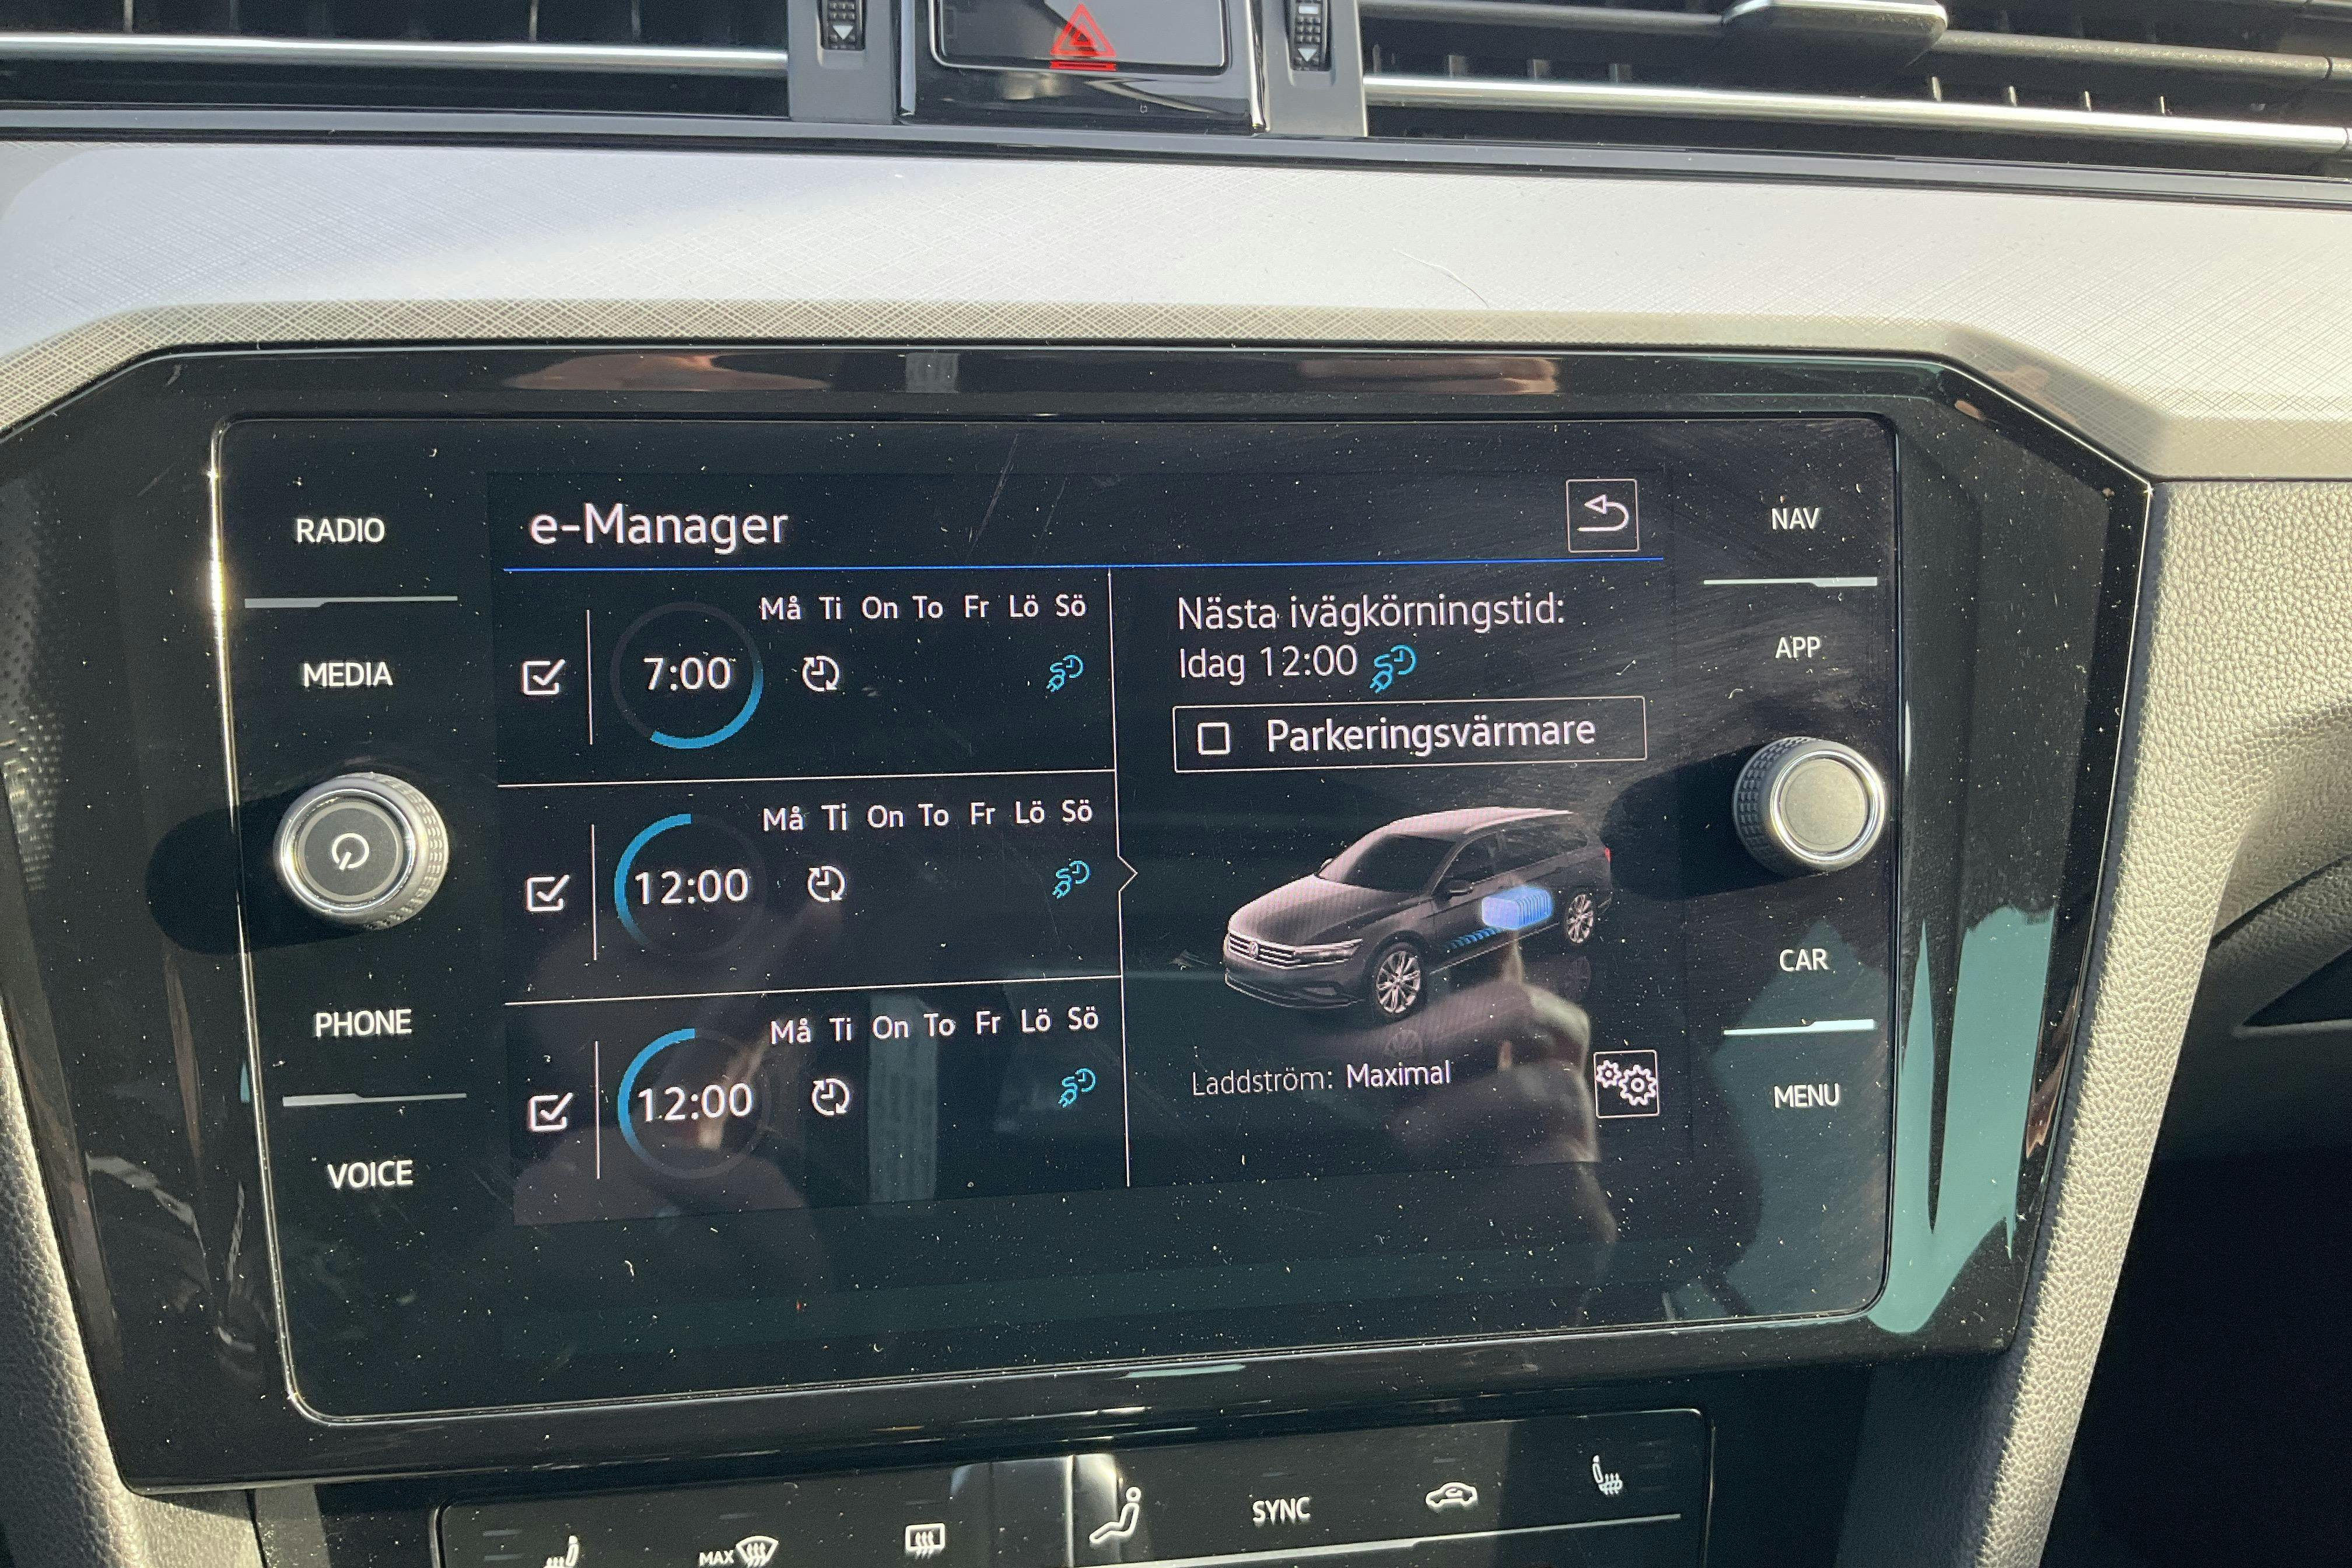 RADIO
MEDIA
PHONE
VOICE
e-Manager
Må Ti On To Fr Lö Sö
7:00
Må Ti On To Fr Lö Sö
12:00
Må Ti On To Fr Lö Sö
12:00
Nästa ivägkörningstid:
Idag 12:00
Parkeringsvärmare
Laddström: Maximal
NAV
APP
CAR
MENU
MAX
SYNC